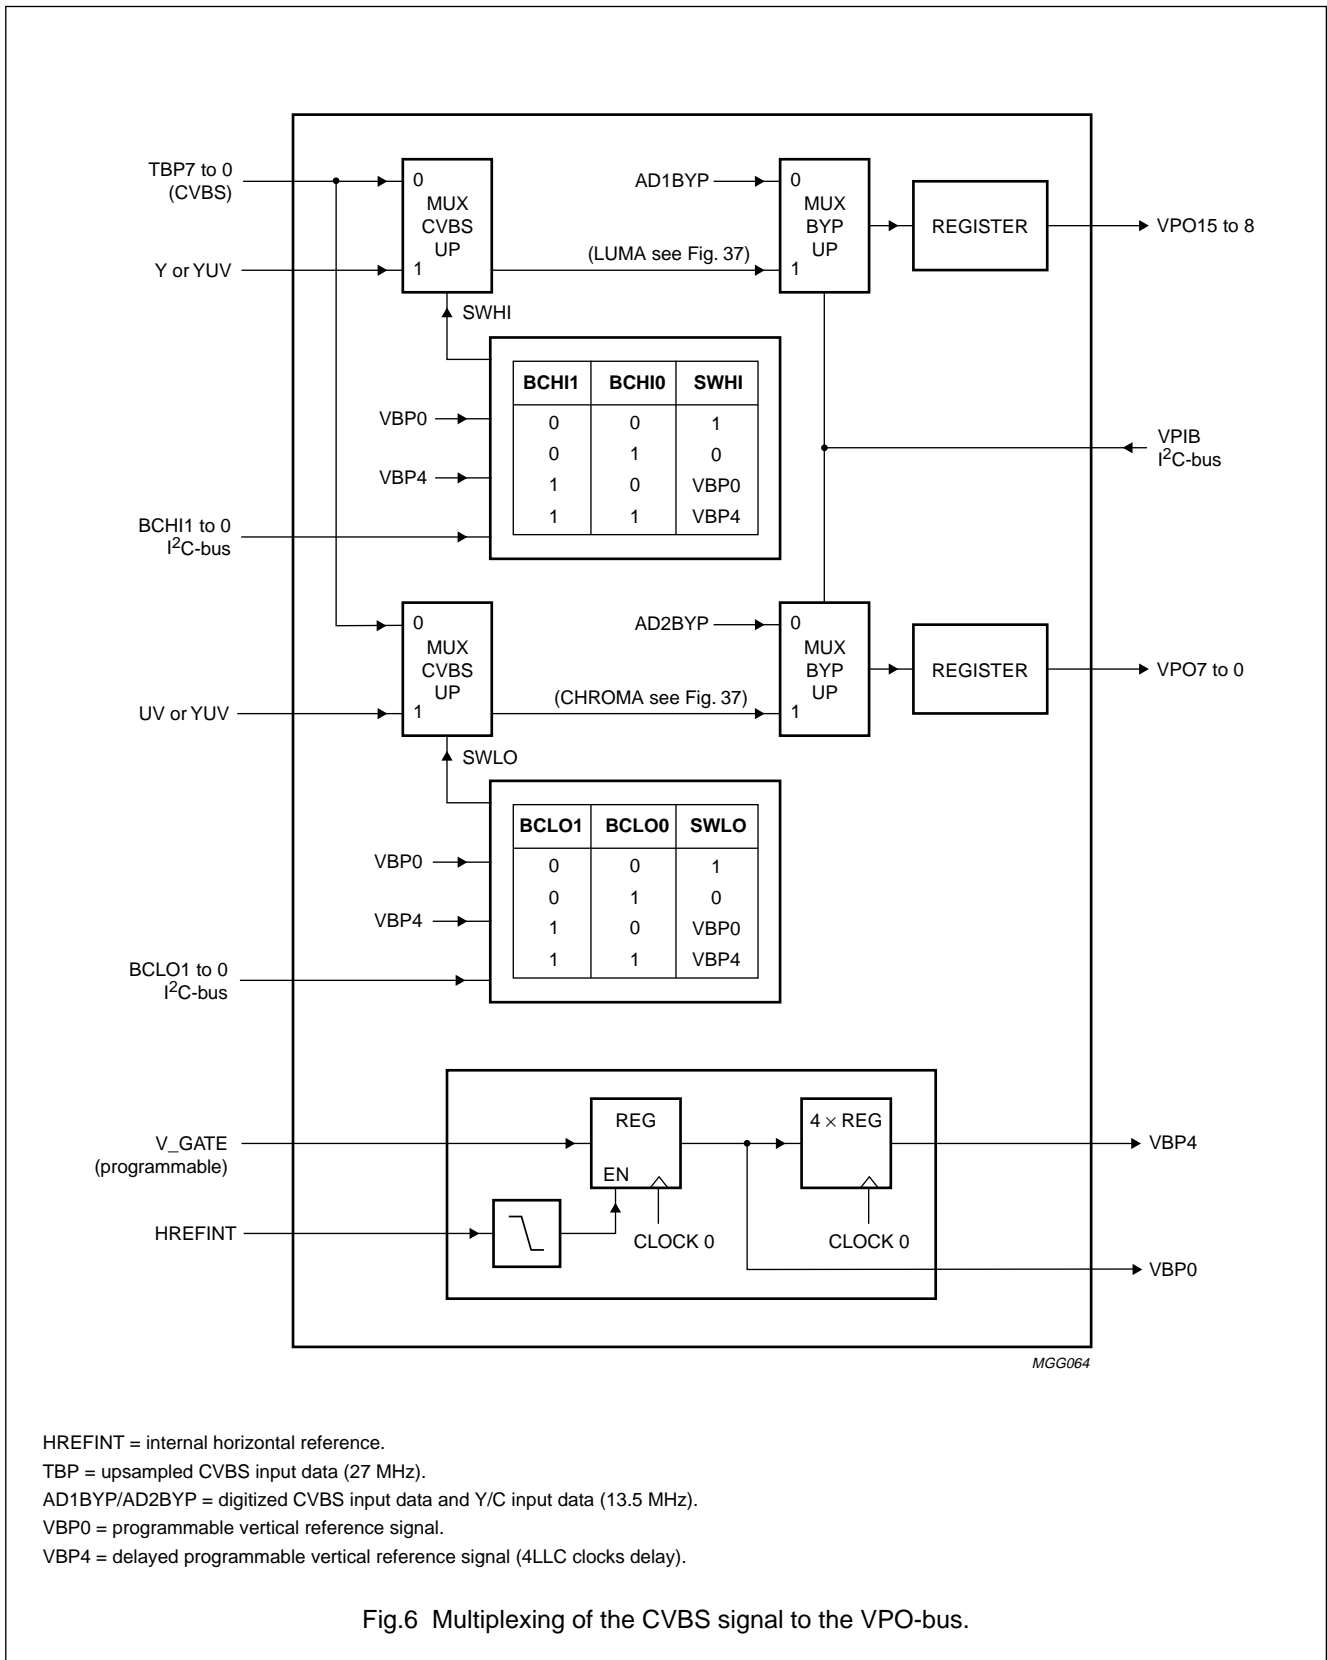 TBP7 to 0
(CVBS)
Y or YUV
0
MUX
CVBS
UP
1
SWHI
AD1BYP
(LUMA see Fig. 37)
0
MUX
BYP
UP
1
REGISTER
VPO15 to 8
BCHI1 BCHI0 SWHI
0 0 1
0 1 0
1 0 VBP0
1 1 VBP4
VBP0
VBP4
BCHI1 to 0
I2C-bus
VPIB
I2C-bus
0
MUX
CVBS
UP
1
UV or YUV
SWLO
AD2BYP
(CHROMA see Fig. 37)
0
MUX
BYP
UP
1
REGISTER
VPO7 to 0
BCLO1 BCLO0 SWLO
0 0 1
0 1 0
1 0 VBP0
1 1 VBP4
VBP0
VBP4
BCLO1 to 0
I2C-bus
V_GATE
(programmable)
HREFINT
REG
EN
CLOCK 0
4 × REG
CLOCK 0
VBP4
VBP0
MGG064
HREFINT = internal horizontal reference.
TBP = upsampled CVBS input data (27 MHz).
AD1BYP/AD2BYP = digitized CVBS input data and Y/C input data (13.5 MHz).
VBP0 = programmable vertical reference signal.
VBP4 = delayed programmable vertical reference signal (4LLC clocks delay).
Fig.6 Multiplexing of the CVBS signal to the VPO-bus.